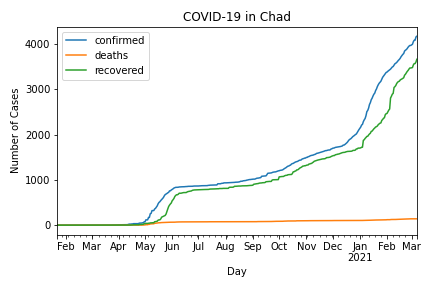 COVID-19 in Chad
confirmed
deaths
recovered
Number of Cases
4000
3000
2000
1000
0
Feb Mar Apr May Jun Jul Aug Sep Oct Nov Dec Jan Feb Mar
2021
Day